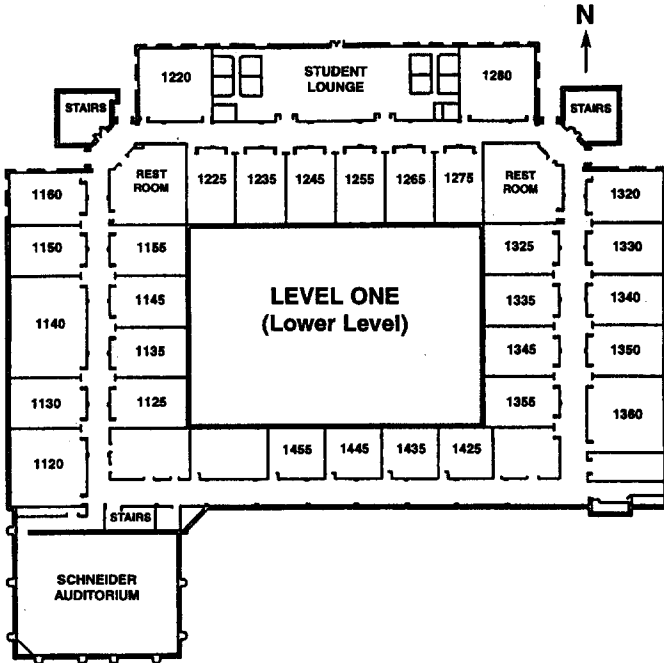 N
1220
STUDENT
LOUNGE
1280
STAIRS
STAIRS
1160
REST
ROOM
1225
1235
1245
1255
1265
1275
REST
ROOM
1320
1150
1155
1325
1330
LEVEL ONE
(Lower Level)
1140
1145
1335
1340
1135
1345
1350
1130
1125
1355
1360
1120
1455
1445
1435
1425
STAIRS
SCHNEIDER
AUDITORIUM